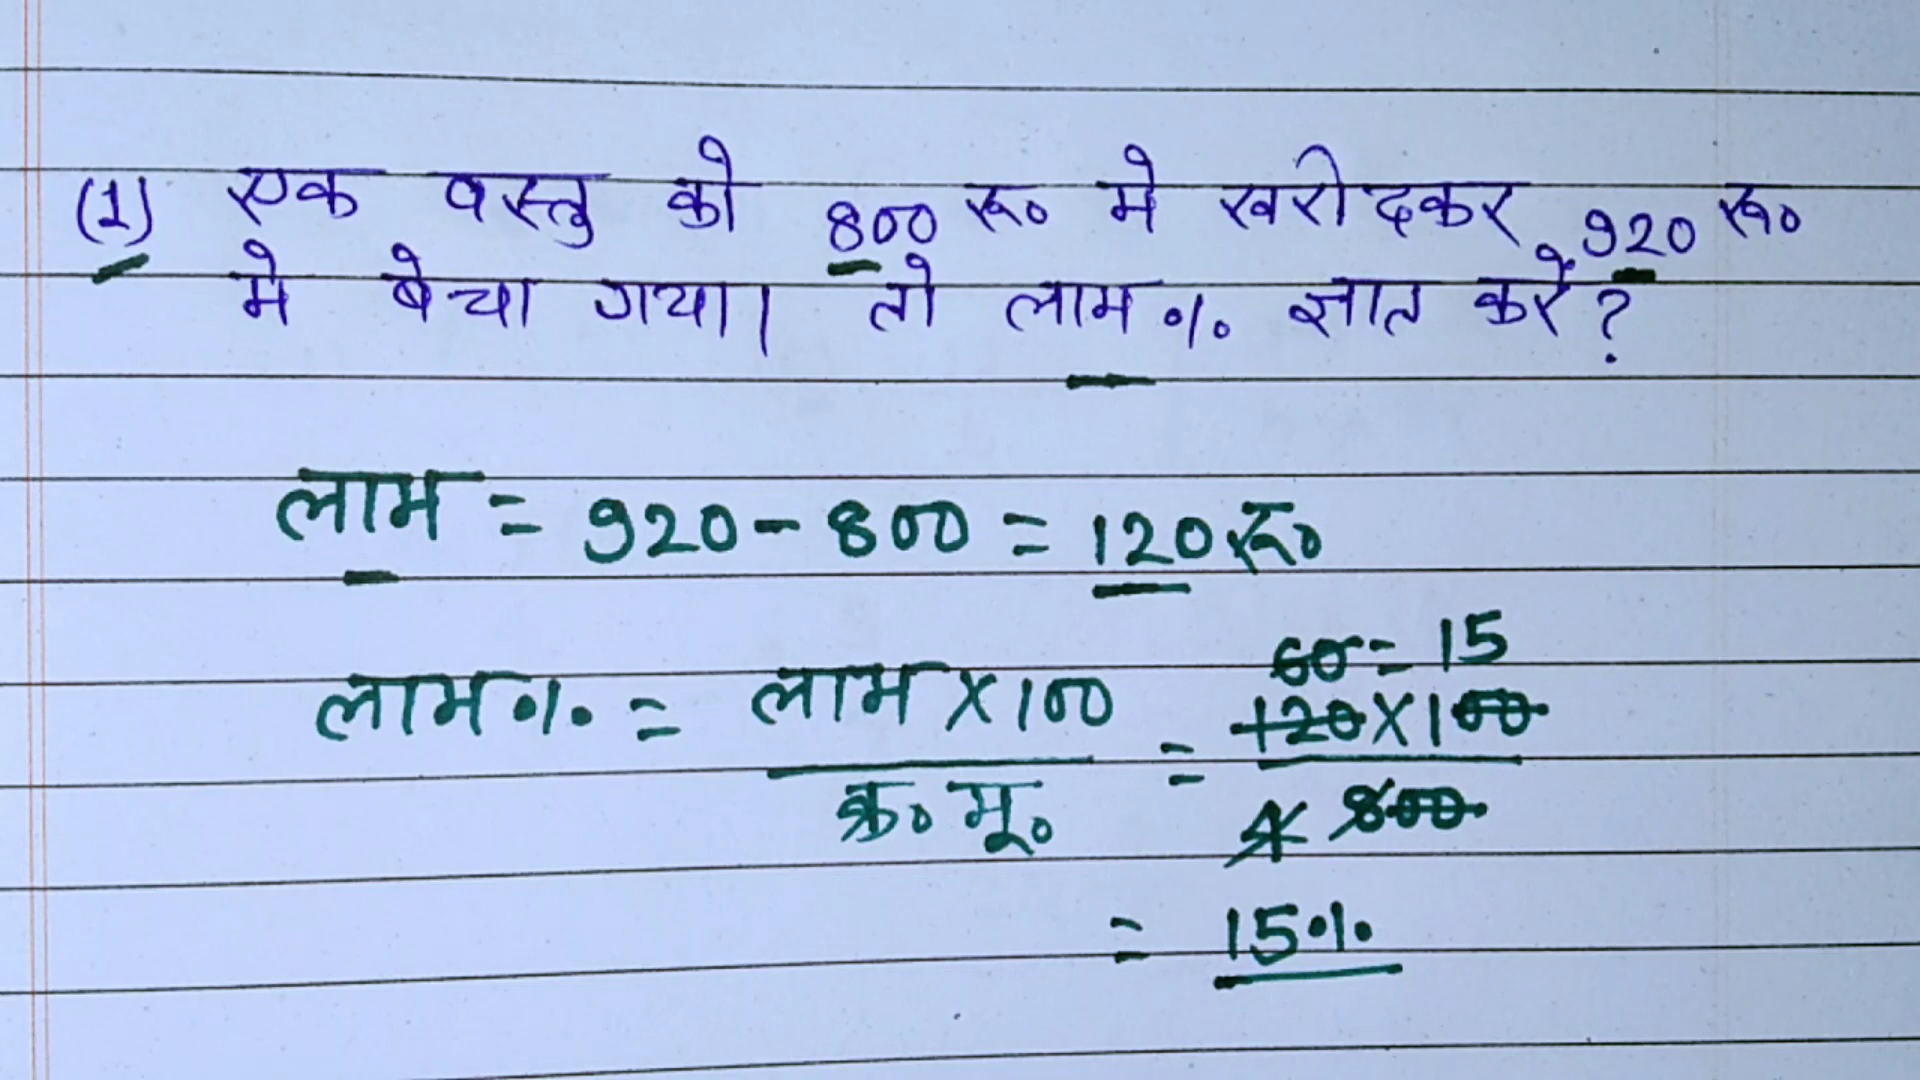 (1) एक वस्तु को 800 रू० मे खरीदकर 920 रू०
मे बेचा गया। तो लाभ % ज्ञात करें ?
लाभ = 920 - 800 = 120 रू०
60 = 15
लाभ % = लाभ × 100 = 120 × 100
क्र० मू० 4 800
= 15%